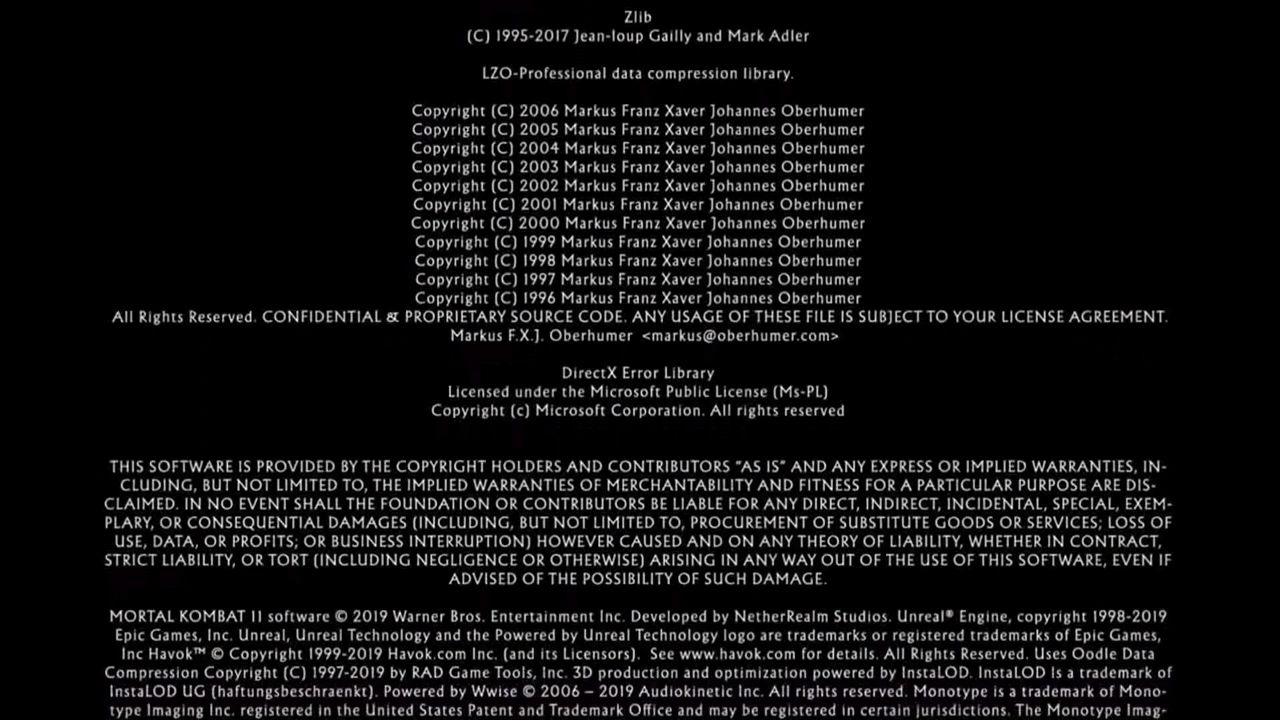 Zlib
(C) 1995-2017 Jean-loup Gailly and Mark Adler
LZO-Professional data compression library.
Copyright (C) 2006 Markus Franz Xaver Johannes Oberhumer
Copyright (C) 2005 Markus Franz Xaver Johannes Oberhumer
Copyright (C) 2004 Markus Franz Xaver Johannes Oberhumer
Copyright (C) 2003 Markus Franz Xaver Johannes Oberhumer
Copyright (C) 2002 Markus Franz Xaver Johannes Oberhumer
Copyright (C) 2001 Markus Franz Xaver Johannes Oberhumer
Copyright (C) 2000 Markus Franz Xaver Johannes Oberhumer
Copyright (C) 1999 Markus Franz Xaver Johannes Oberhumer
Copyright (C) 1998 Markus Franz Xaver Johannes Oberhumer
Copyright (C) 1997 Markus Franz Xaver Johannes Oberhumer
Copyright (C) 1996 Markus Franz Xaver Johannes Oberhumer
All Rights Reserved. CONFIDENTIAL & PROPRIETARY SOURCE CODE. ANY USAGE OF THESE FILE IS SUBJECT TO YOUR LICENSE AGREEMENT.
Markus F.X.J. Oberhumer <markus@oberhumer.com>
DirectX Error Library
Licensed under the Microsoft Public License (Ms-PL)
Copyright (c) Microsoft Corporation. All rights reserved
THIS SOFTWARE IS PROVIDED BY THE COPYRIGHT HOLDERS AND CONTRIBUTORS "AS IS" AND ANY EXPRESS OR IMPLIED WARRANTIES, IN-
CLUDING, BUT NOT LIMITED TO, THE IMPLIED WARRANTIES OF MERCHANTABILITY AND FITNESS FOR A PARTICULAR PURPOSE ARE DIS-
CLAIMED. IN NO EVENT SHALL THE FOUNDATION OR CONTRIBUTORS BE LIABLE FOR ANY DIRECT, INDIRECT, INCIDENTAL, SPECIAL, EXEM-
PLARY, OR CONSEQUENTIAL DAMAGES (INCLUDING, BUT NOT LIMITED TO, PROCUREMENT OF SUBSTITUTE GOODS OR SERVICES; LOSS OF
USE, DATA, OR PROFITS; OR BUSINESS INTERRUPTION) HOWEVER CAUSED AND ON ANY THEORY OF LIABILITY, WHETHER IN CONTRACT,
STRICT LIABILITY, OR TORT (INCLUDING NEGLIGENCE OR OTHERWISE) ARISING IN ANY WAY OUT OF THE USE OF THIS SOFTWARE, EVEN IF
ADVISED OF THE POSSIBILITY OF SUCH DAMAGE.
MORTAL KOMBAT 11 software © 2019 Warner Bros. Entertainment Inc. Developed by NetherRealm Studios. Unreal® Engine, copyright 1998-2019
Epic Games, Inc. Unreal, Unreal Technology and the Powered by Unreal Technology logo are trademarks or registered trademarks of Epic Games,
Inc Havok™ © Copyright 1999-2019 Havok.com Inc. (and its Licensors). See www.havok.com for details. All Rights Reserved. Uses Oodle Data
Compression Copyright (C) 1997-2019 by RAD Game Tools, Inc. 3D production and optimization powered by InstaLOD. InstaLOD Is a trademark of
InstaLOD UG (haftungsbeschraenkt). Powered by Wwise © 2006 – 2019 Audiokinetic Inc. All rights reserved. Monotype is a trademark of Mono-
type Imaging Inc. registered in the United States Patent and Trademark Office and may be registered in certain jurisdictions. The Monotype Imag-